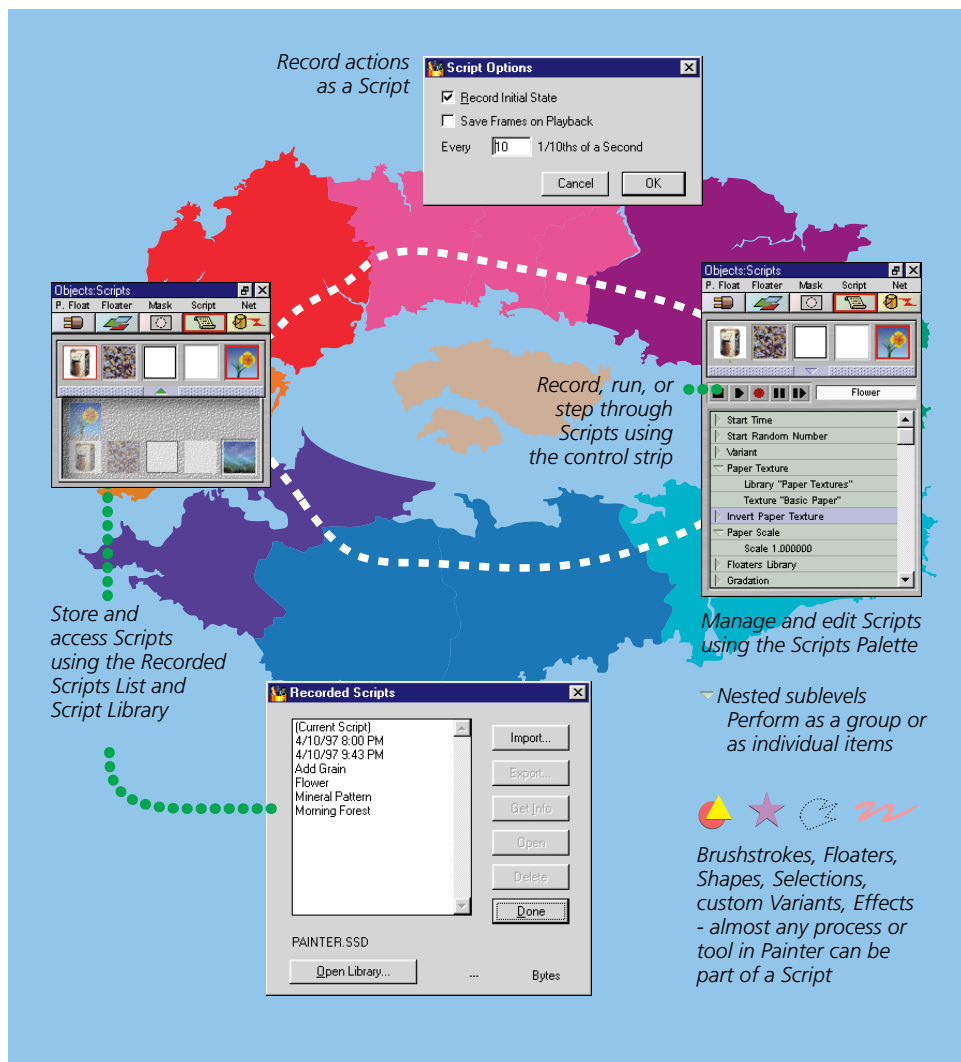 Record actions
as a Script
Script Options
Record Initial State
Save Frames on Playback
Every 10 1/10ths of a Second
Cancel OK
Objects:Scripts
P. Float Floater Mask Script Net
Objects:Scripts
P. Float Floater Mask Script Net
Flower
Start Time
Start Random Number
Variant
Paper Texture
Library "Paper Textures"
Texture "Basic Paper"
Invert Paper Texture
Paper Scale
Scale 1.000000
Floaters Library
Gradation
Record, run, or
step through
Scripts using
the control strip
Store and
access Scripts
using the Recorded
Scripts List and
Script Library
Manage and edit Scripts
using the Scripts Palette
Nested sublevels
Perform as a group or
as individual items
Recorded Scripts
(Current Script)
4/10/97 8:00 PM
4/10/97 9:43 PM
Add Grain
Flower
Mineral Pattern
Morning Forest
Import...
Export...
Get Info
Open
Delete
Done
PAINTER.SSD
Open Library...
... Bytes
Brushstrokes, Floaters,
Shapes, Selections,
custom Variants, Effects
- almost any process or
tool in Painter can be
part of a Script